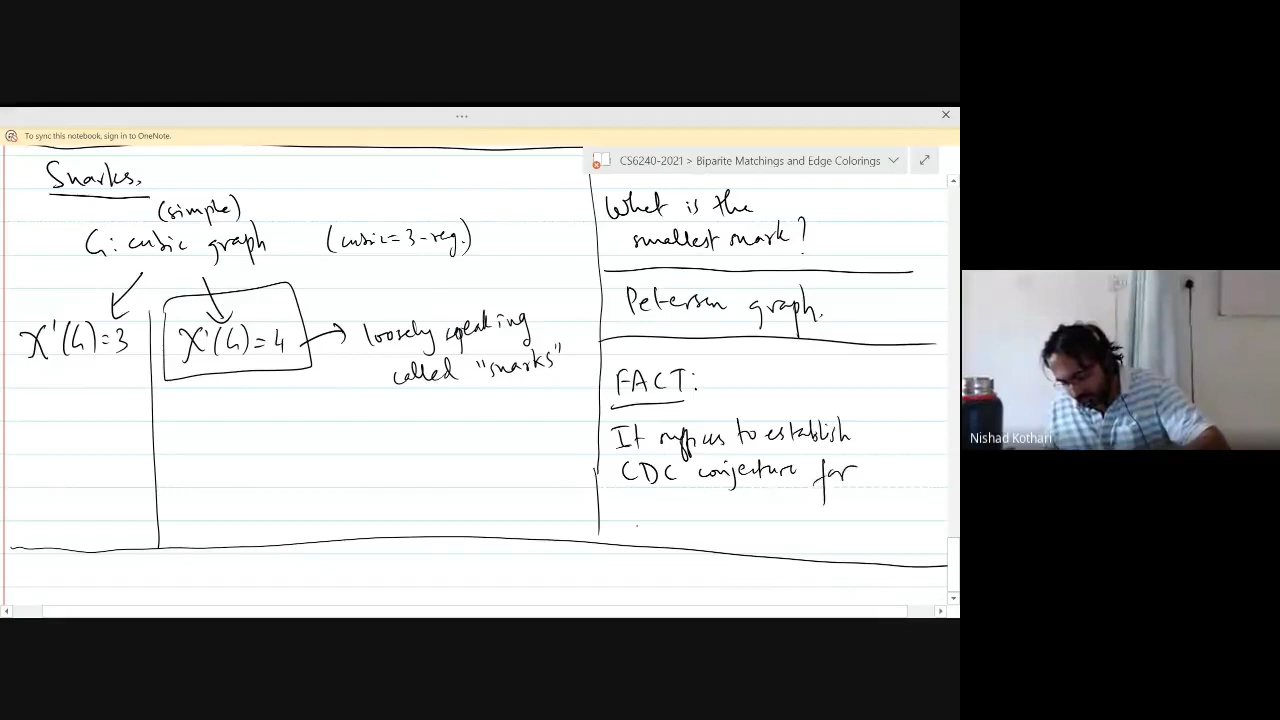 To sync this notebook, sign in to OneNote.
CS6240-2021 > Biparite Matchings and Edge Colorings
Snarks.
(simple)
G: cubic graph (cubic = 3-reg.)
χ'(G)=3
χ'(G)=4 → loosely speaking
called "snarks"
What is the
smallest snark?
Petersen graph.
FACT:
It suffices to establish
CDC conjecture for
Nishad Kothari